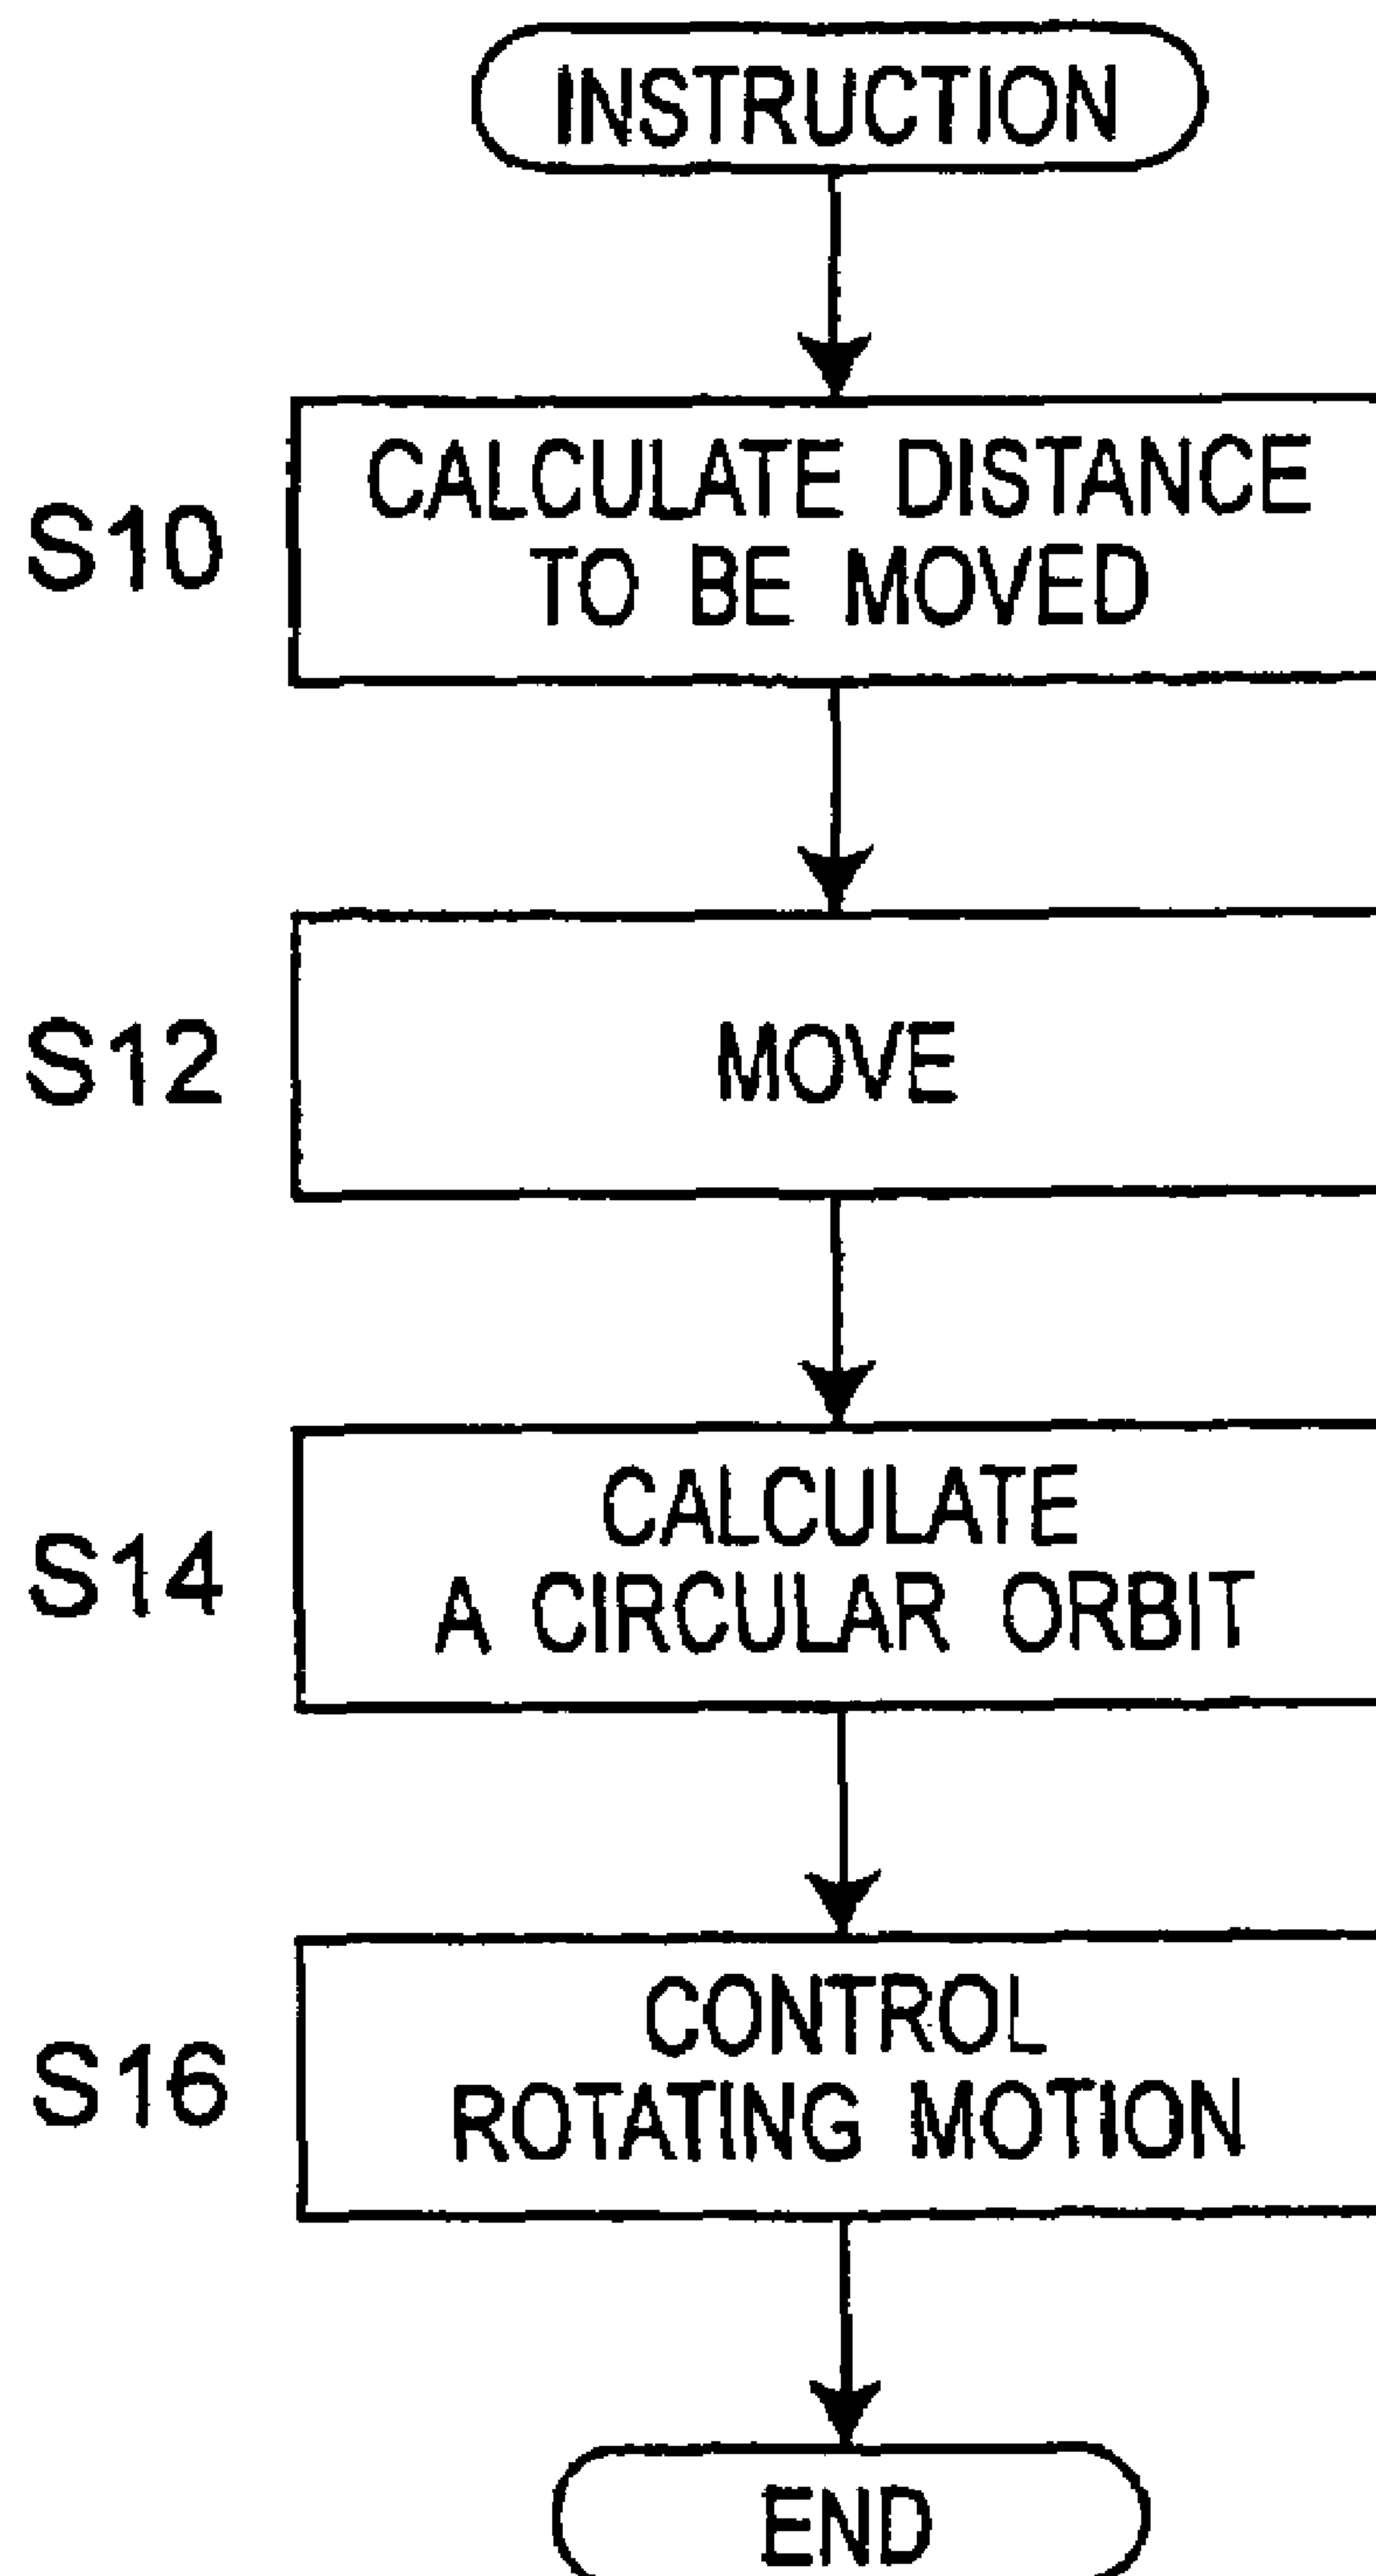 INSTRUCTION
S10
CALCULATE DISTANCE
TO BE MOVED
S12
MOVE
S14
CALCULATE
A CIRCULAR ORBIT
S16
CONTROL
ROTATING MOTION
END